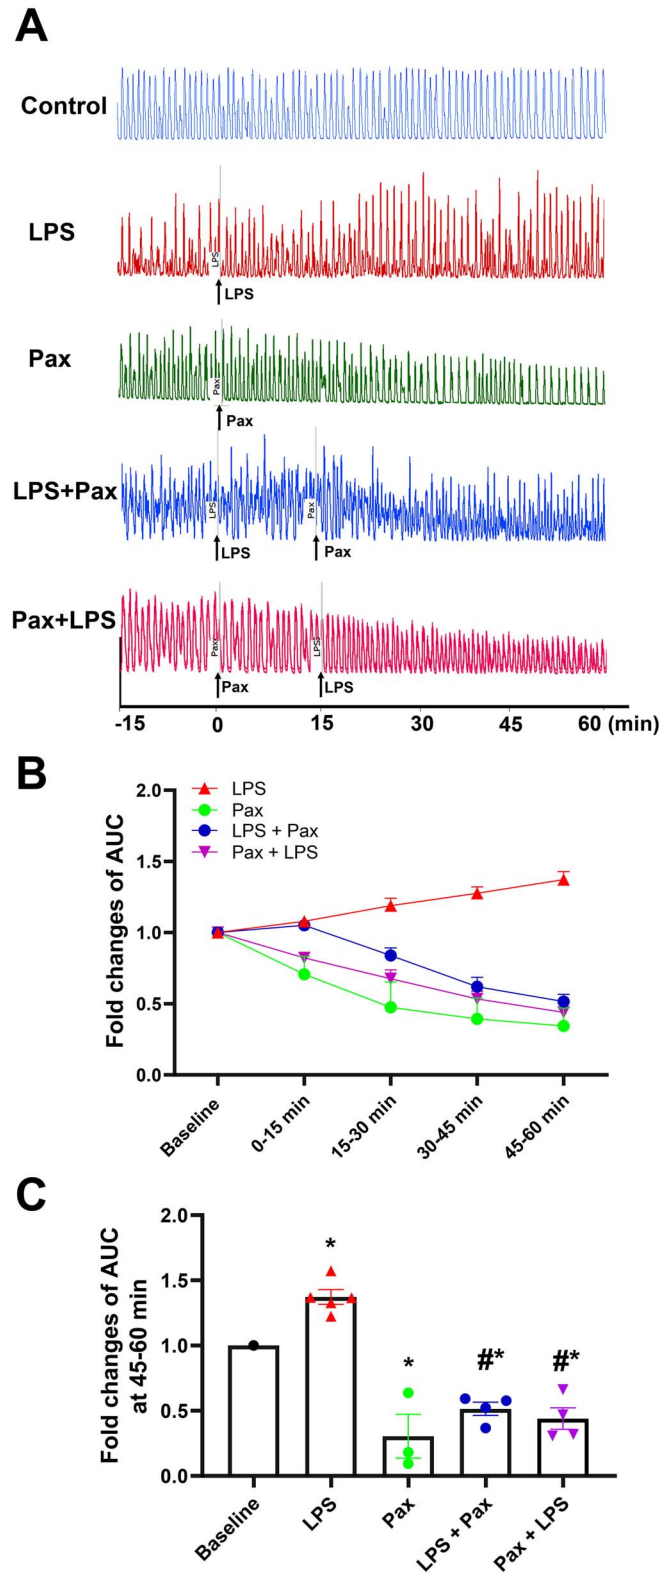 A
Control
LPS
LPS
LPS
Pax
Pax
Pax
LPS+Pax
LPS
Pax
LPS
Pax
Pax+LPS
Pax
LPS
Pax
LPS
-15 0 15 30 45 60 (min)
B
Fold changes of AUC
2.0
1.5
1.0
0.5
0.0
LPS
Pax
LPS + Pax
Pax + LPS
Baseline
0-15 min
15-30 min
30-45 min
45-60 min
C
Fold changes of AUC
at 45-60 min
2.0
1.5
1.0
0.5
0.0
*
*
#*
#*
Baseline
LPS
Pax
LPS + Pax
Pax + LPS